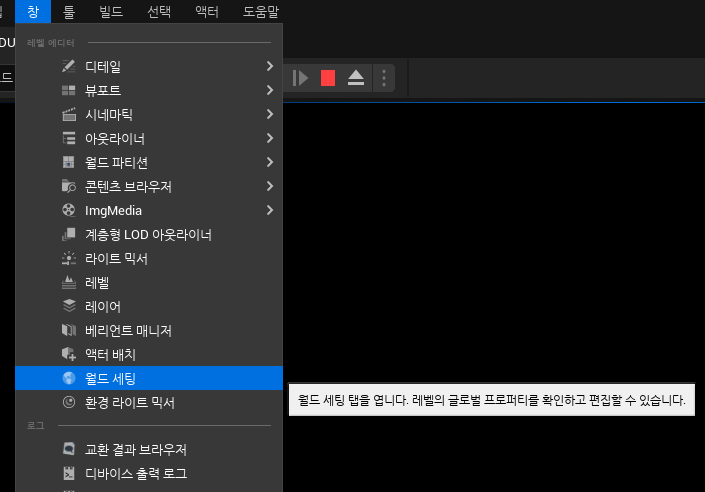 창 툴 빌드 선택 액터 도움말
레벨 에디터
디테일
뷰포트
시네마틱
아웃라이너
월드 파티션
콘텐츠 브라우저
ImgMedia
계층형 LOD 아웃라이너
라이트 믹서
레벨
레이어
베리언트 매니저
액터 배치
월드 세팅
월드 세팅 탭을 엽니다. 레벨의 글로벌 프로퍼티를 확인하고 편집할 수 있습니다.
환경 라이트 믹서
로그
교환 결과 브라우저
디바이스 출력 로그